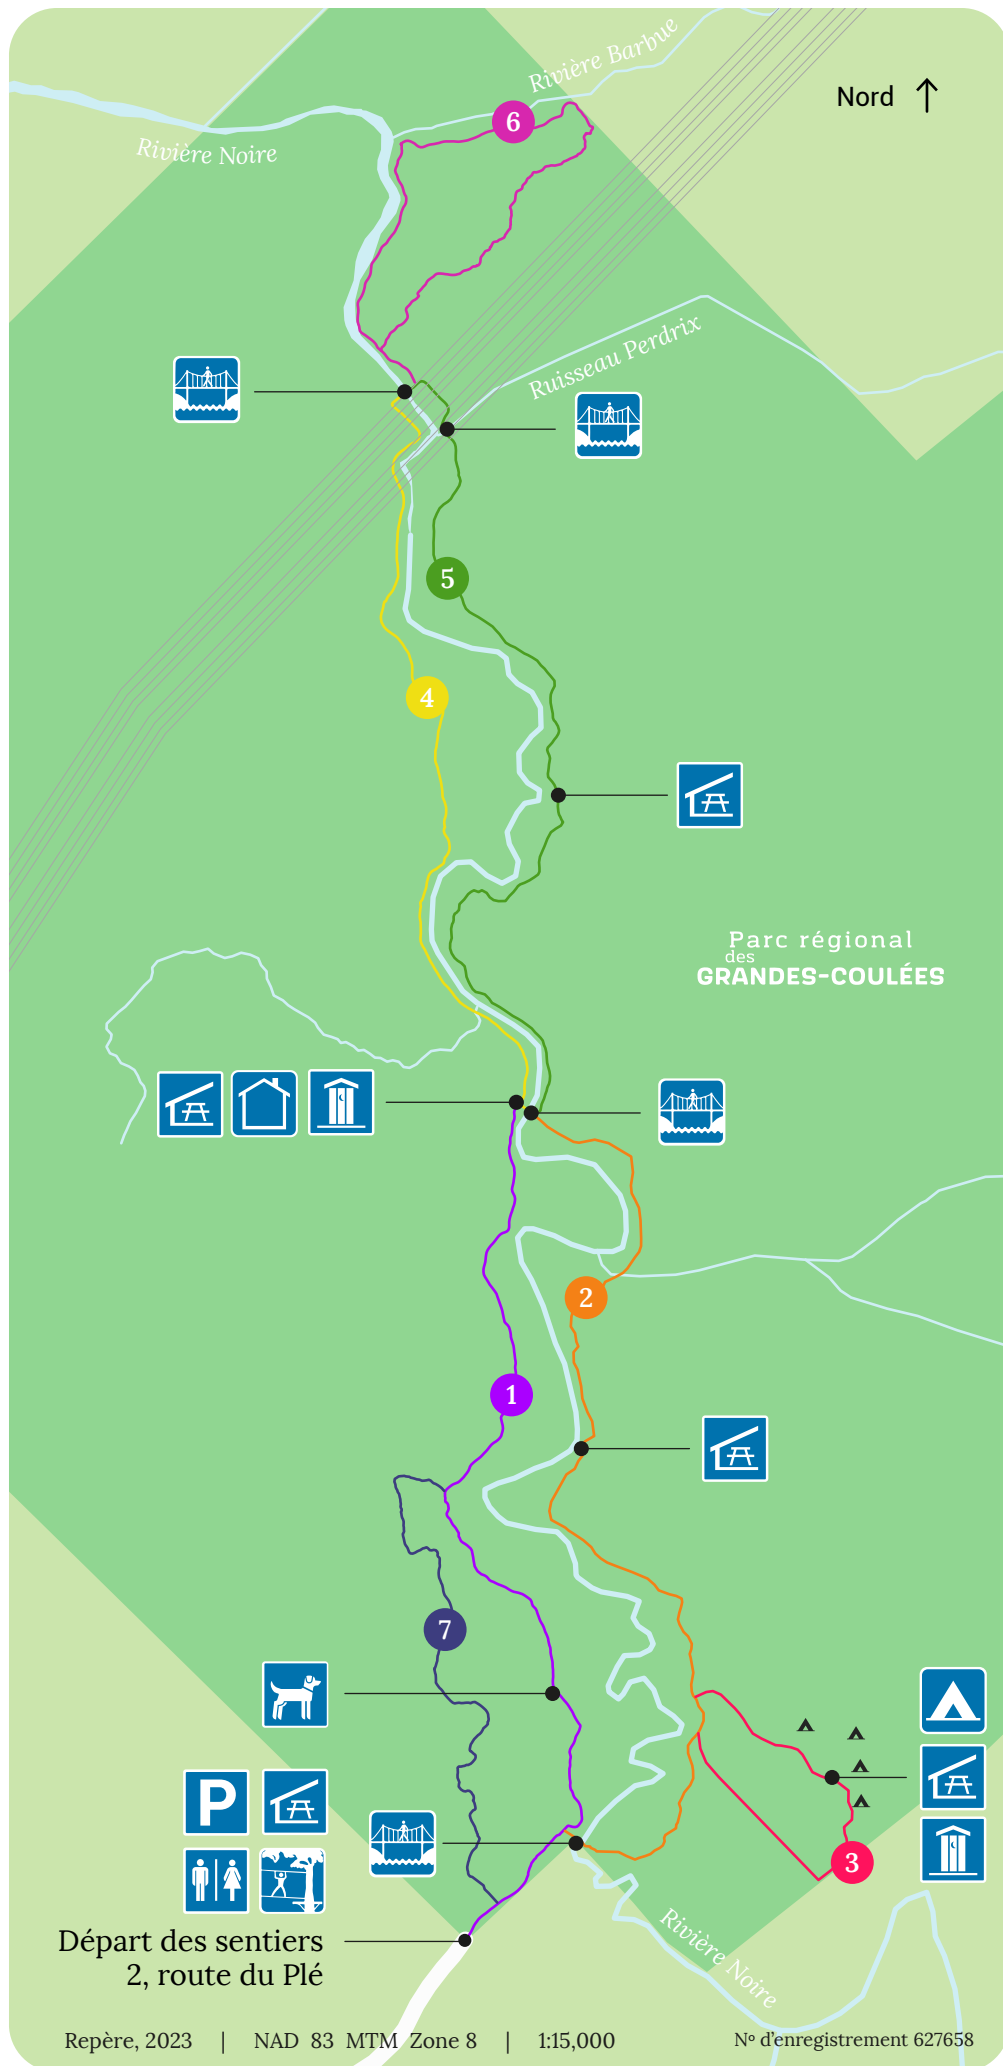 Rivière Barbue
Nord
6
Rivière Noire
Ruisseau Perdrix
5
4
Parc régional
des
GRANDES-COULÉES
2
1
7
P
3
Départ des sentiers
2, route du Plé
Rivière Noire
Repère, 2023 | NAD 83 MTM Zone 8 | 1:15,000
Nº d'enregistrement 627658